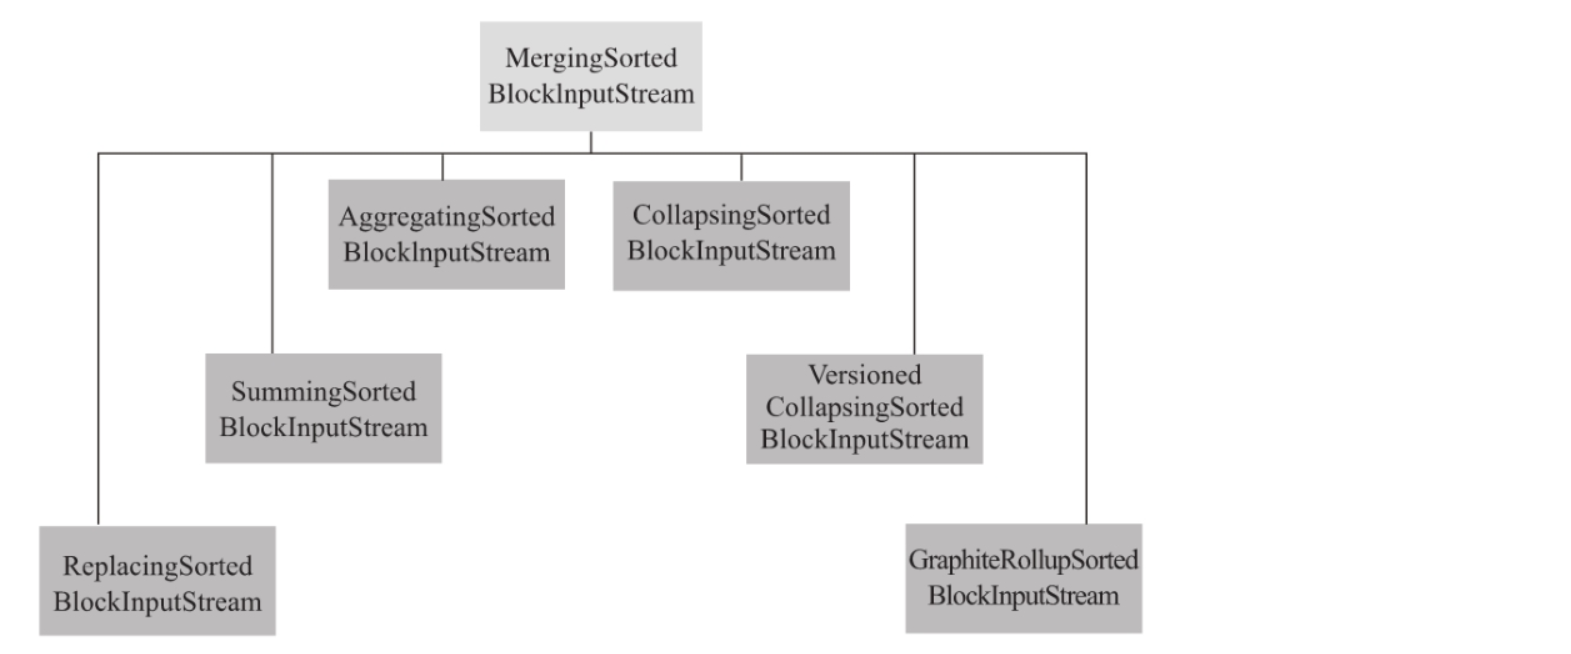 MergingSorted
BlockInputStream
AggregatingSorted
BlockInputStream
CollapsingSorted
BlockInputStream
SummingSorted
BlockInputStream
Versioned
CollapsingSorted
BlockInputStream
ReplacingSorted
BlockInputStream
GraphiteRollupSorted
BlockInputStream